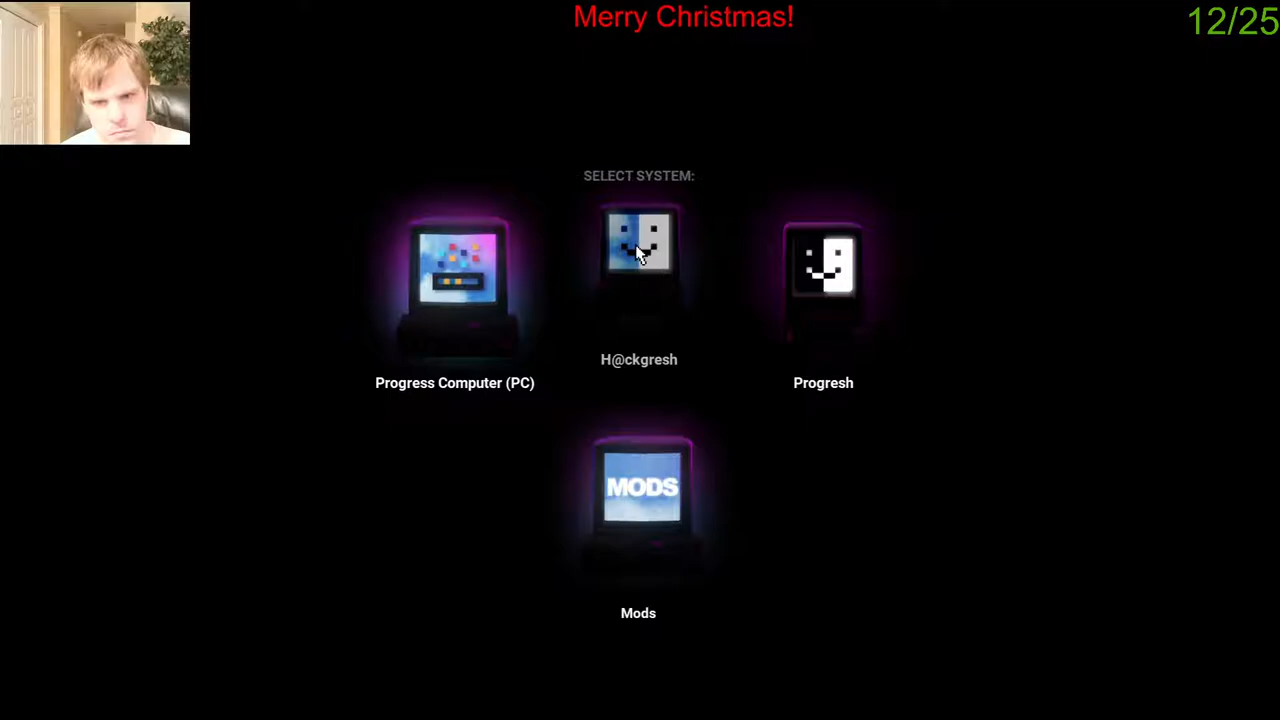 Merry Christmas!
12/25
SELECT SYSTEM:
H@ckgresh
Progress Computer (PC)
Progresh
MODS
Mods